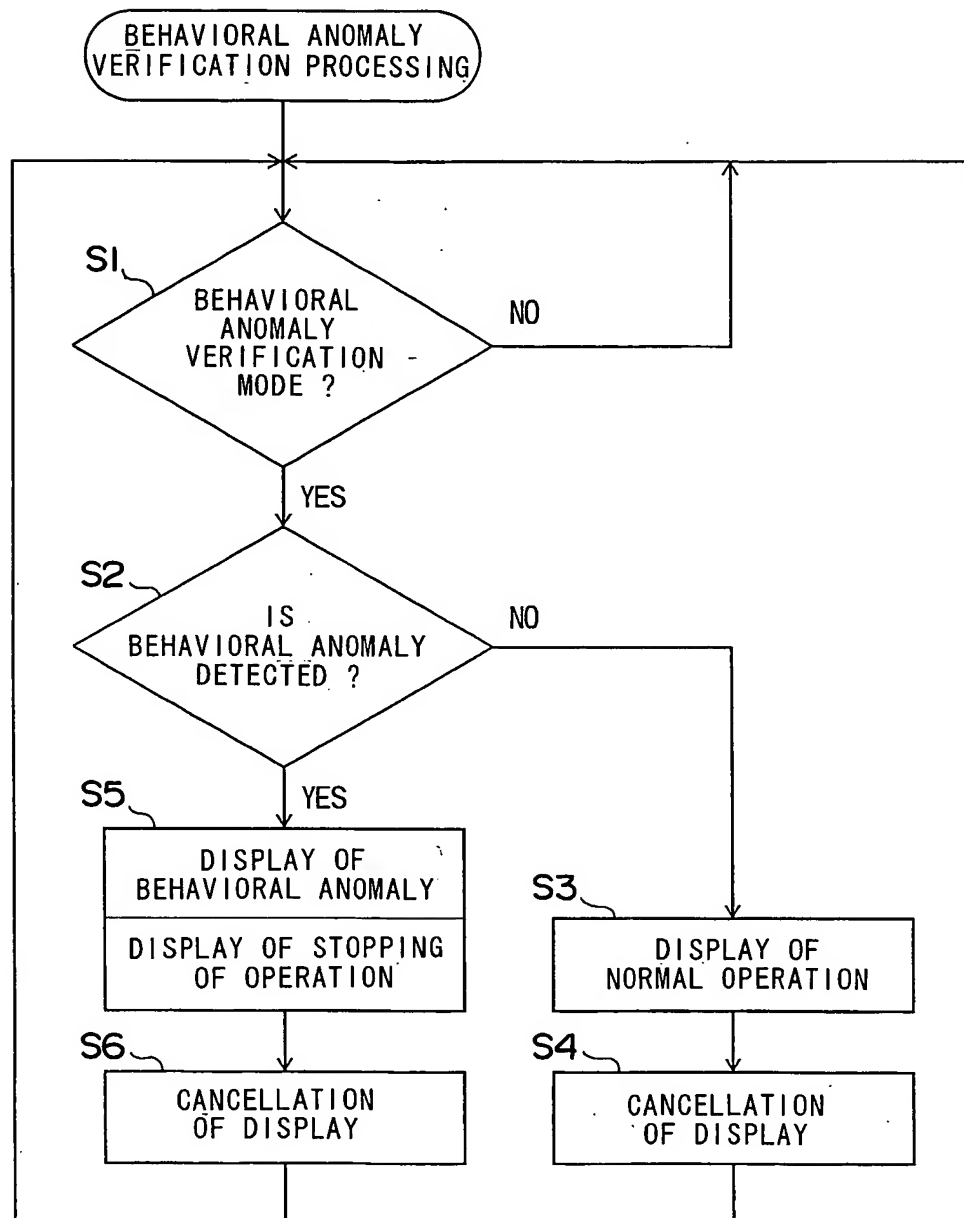 BEHAVIORAL ANOMALY
VERIFICATION PROCESSING
S1
BEHAVIORAL
ANOMALY
VERIFICATION
MODE ?
NO
YES
S2
IS
BEHAVIORAL ANOMALY
DETECTED ?
NO
YES
S5
DISPLAY OF
BEHAVIORAL ANOMALY
DISPLAY OF STOPPING
OF OPERATION
S3
DISPLAY OF
NORMAL OPERATION
S6
CANCELLATION
OF DISPLAY
S4
CANCELLATION
OF DISPLAY